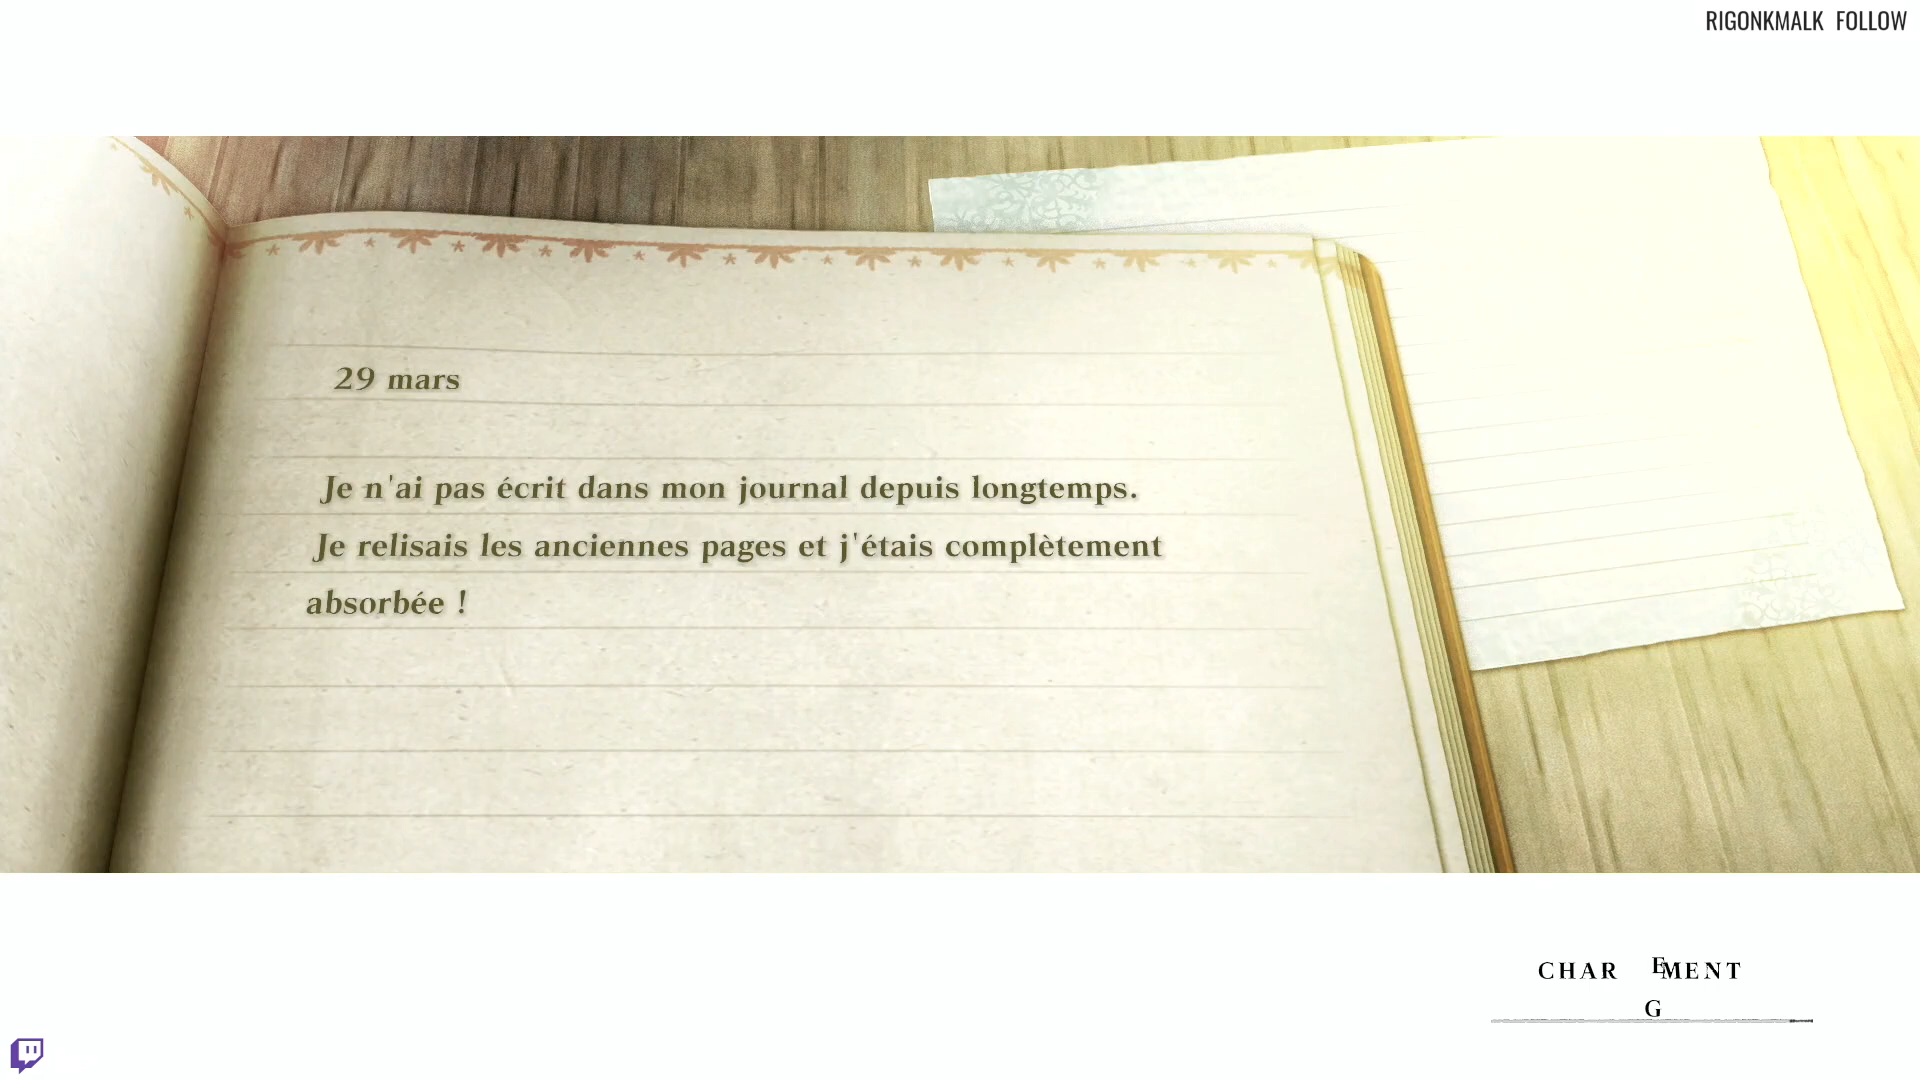 RIGONKMALK FOLLOW
29 mars
Je n'ai pas écrit dans mon journal depuis longtemps.
Je relisais les anciennes pages et j'étais complètement
absorbée !
CHARGEMENT